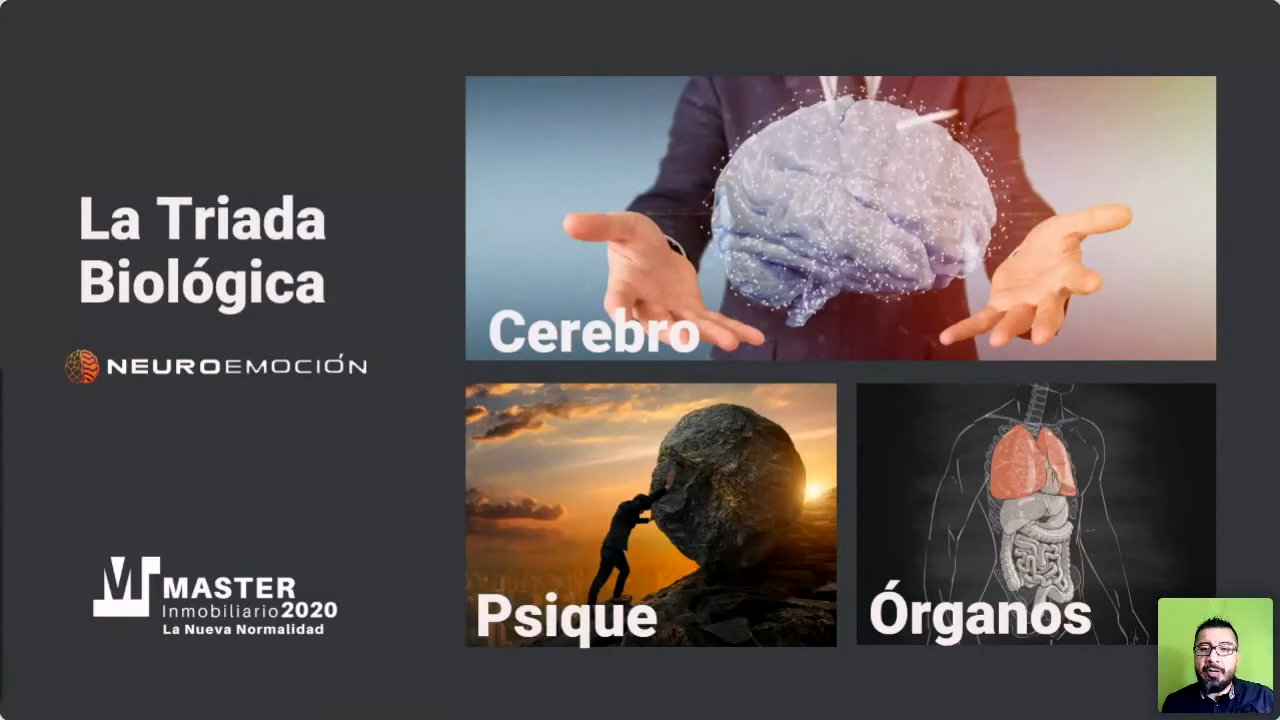 La Triada
Biológica
NEUROEMOCIÓN
MASTER
Inmobiliario2020
La Nueva Normalidad
Cerebro
Psique
Órganos